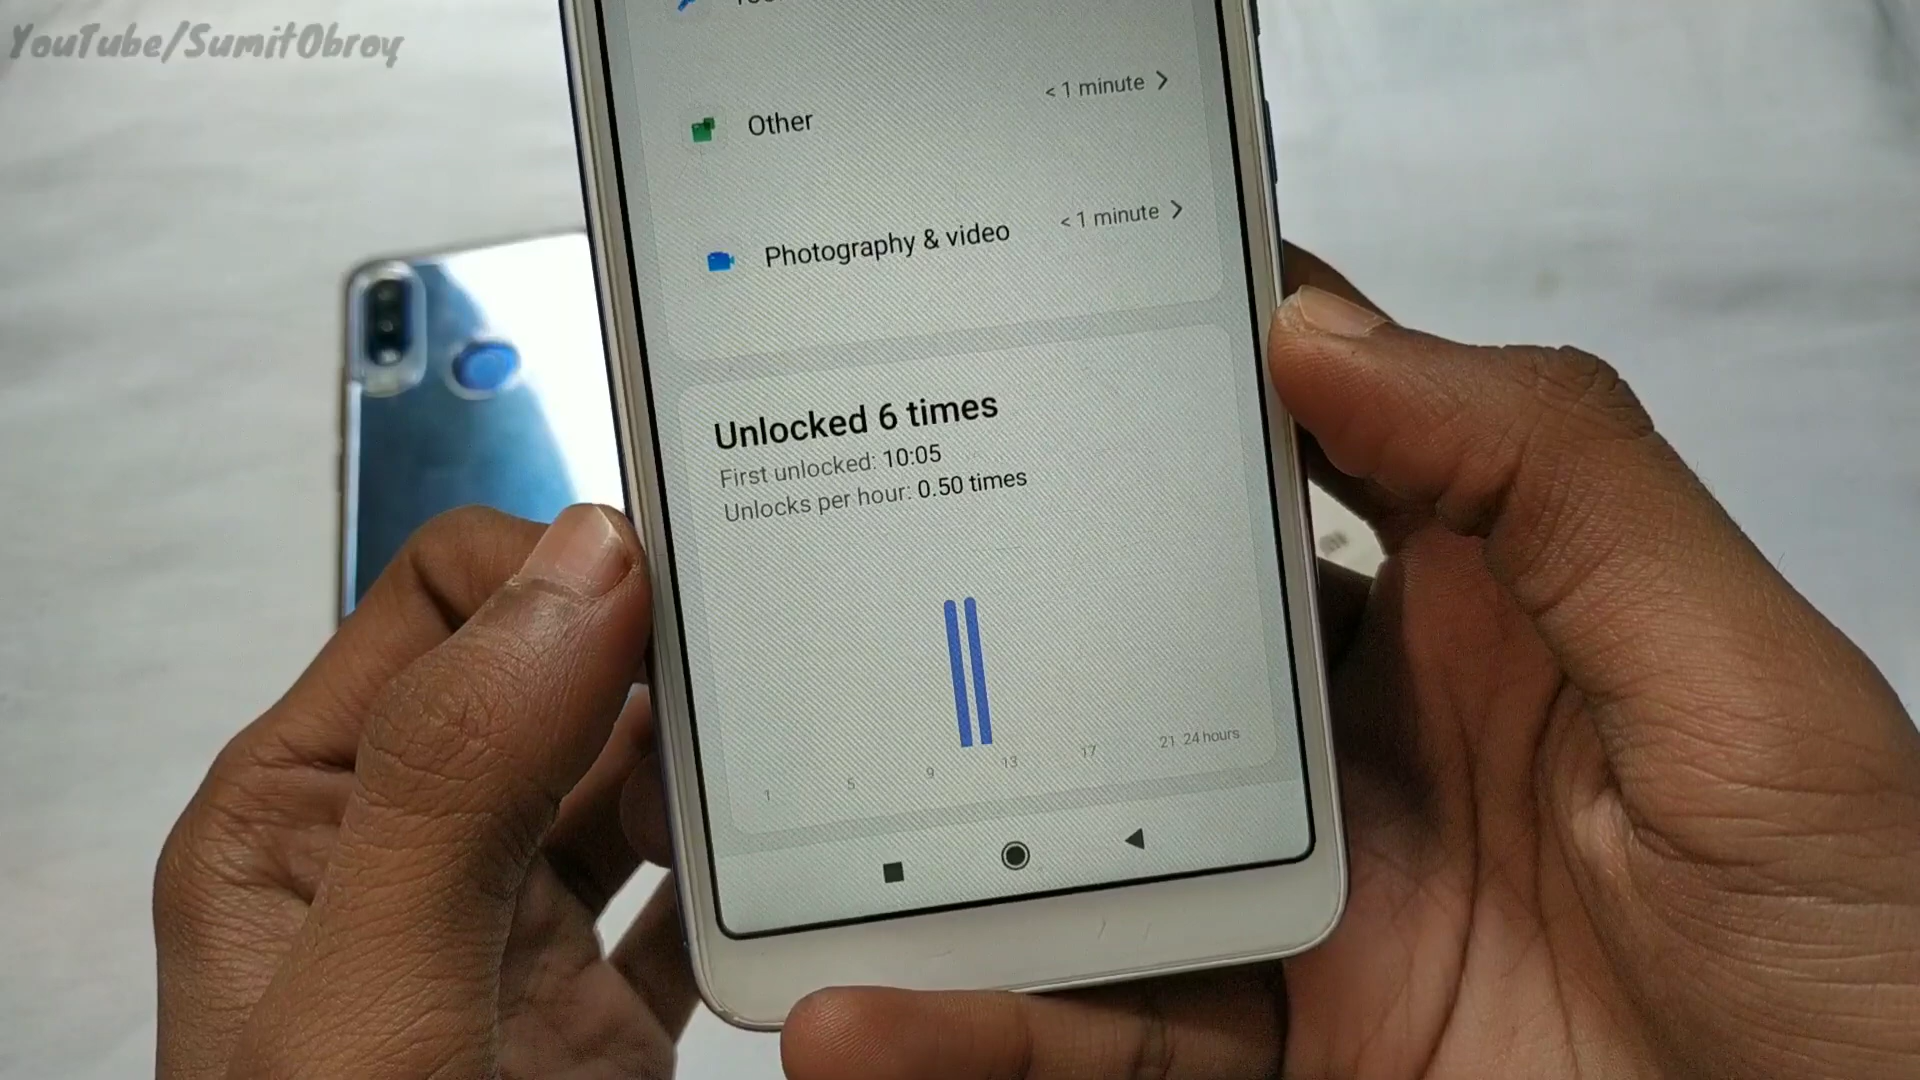 YouTube/SumitObroy
< 1 minute
Other
< 1 minute
Photography & video
Unlocked 6 times
First unlocked: 10:05
Unlocks per hour: 0.50 times
1 5 9 13 17 21 24 hours